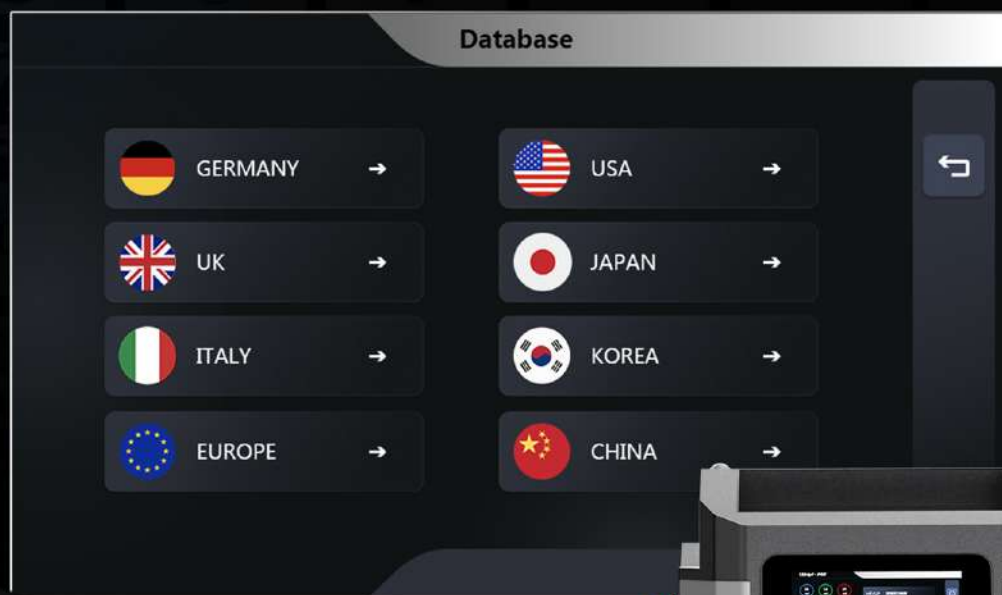 Database
GERMANY
USA
UK
JAPAN
ITALY
KOREA
EUROPE
CHINA